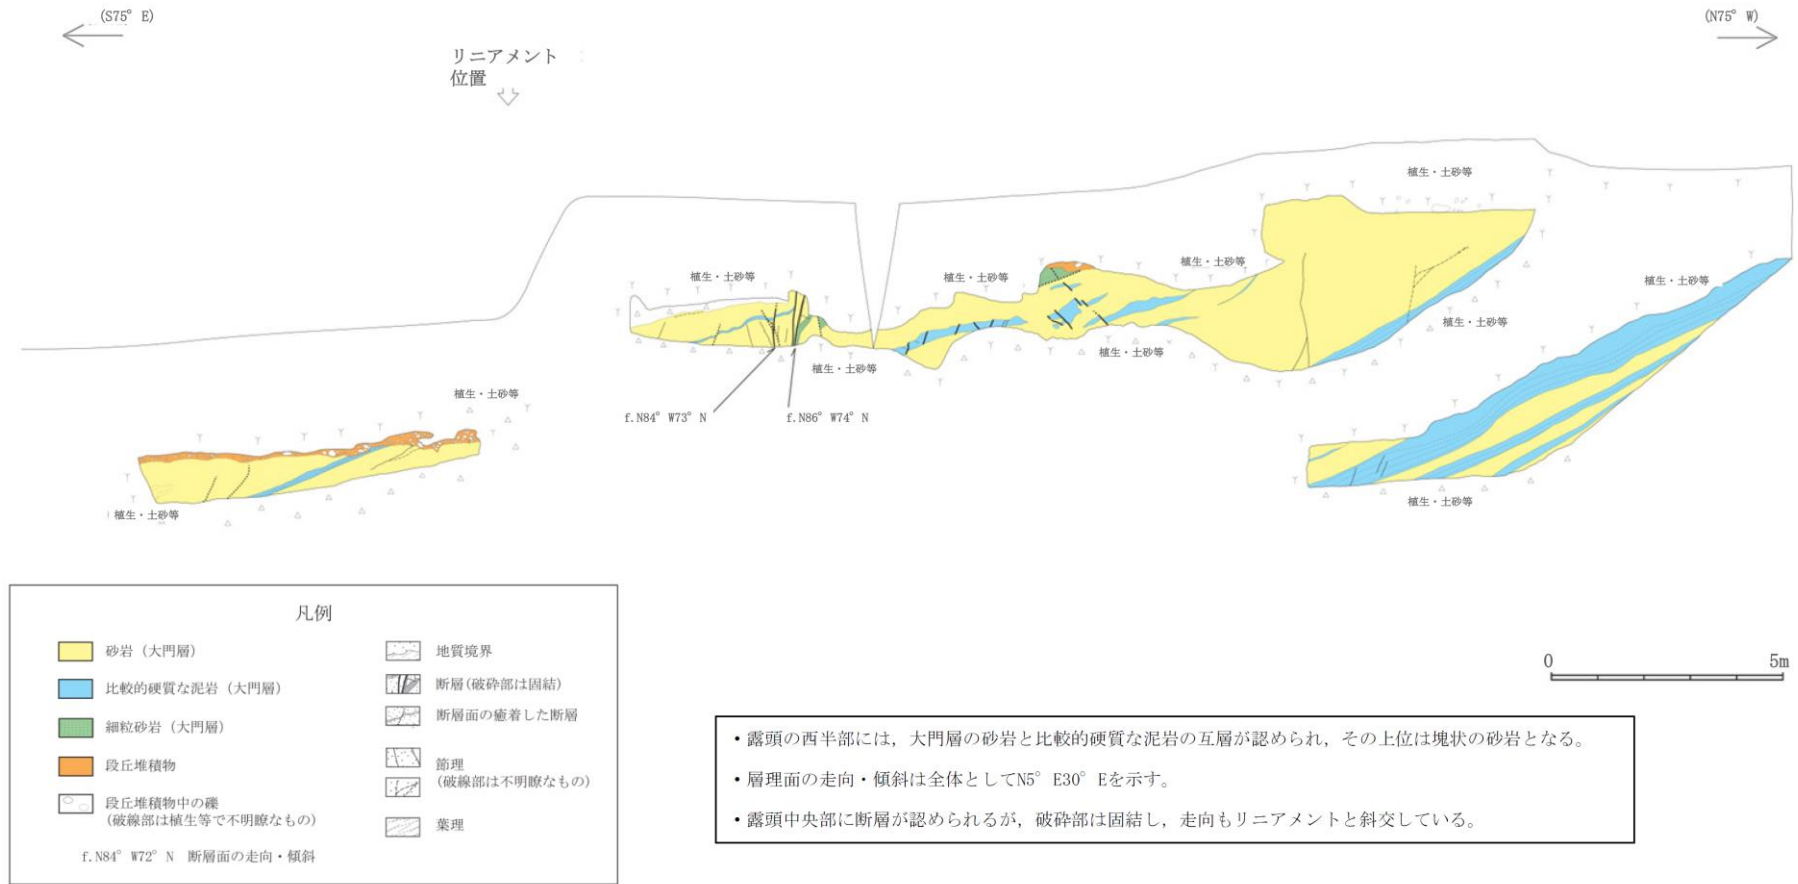 (S75° E)
(N75° W)
リニアメント
位置
植生・土砂等
植生・土砂等
植生・土砂等
植生・土砂等
植生・土砂等
植生・土砂等
植生・土砂等
植生・土砂等
植生・土砂等
f.N84° W73° N
f.N86° W74° N
植生・土砂等
植生・土砂等
植生・土砂等
凡例
砂岩（大門層）
比較的硬質な泥岩（大門層）
細粒砂岩（大門層）
段丘堆積物
段丘堆積物中の礫
(破線部は植生等で不明瞭なもの)
f.N84° W72° N 断層面の走向・傾斜
地質境界
断層(破砕部は固結)
断層面の癒着した断層
節理
(破線部は不明瞭なもの)
葉理
0 5m
・露頭の西半部には，大門層の砂岩と比較的硬質な泥岩の互層が認められ，その上位は塊状の砂岩となる。
・層理面の走向・傾斜は全体としてN5° E30° Eを示す。
・露頭中央部に断層が認められるが，破砕部は固結し，走向もリニアメントと斜交している。